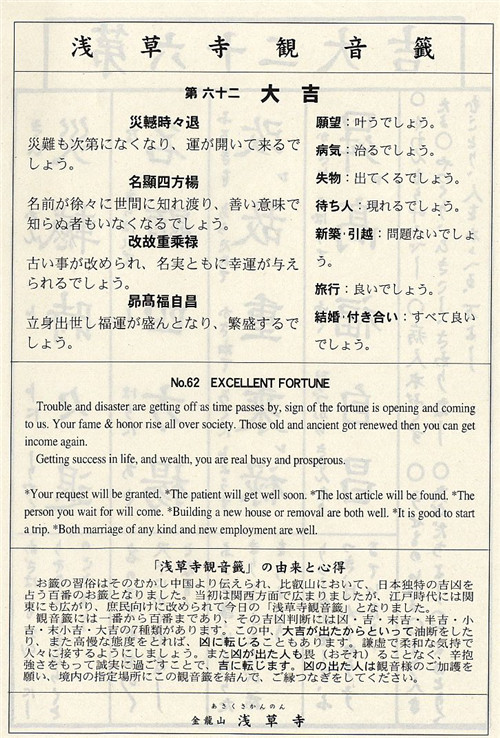 浅草寺観音籤
第六十二 大吉
災轗時々退
災難も次第になくなり、運が開いて来るで
しょう。
名顯四方楊
名前が徐々に世間に知れ渡り、善い意味で
知らぬ者もいなくなるでしょう。
改故重乘禄
古い事が改められ、名実ともに幸運が与え
られるでしょう。
昴髙福自昌
立身出世し福運が盛んとなり、繁盛するで
しょう。
願望：叶うでしょう。
病気：治るでしょう。
失物：出てくるでしょう。
待ち人：現れるでしょう。
新築・引越：問題ないでしょ
う。
旅行：良いでしょう。
結婚・付き合い：すべて良い
でしょう。
No.62 EXCELLENT FORTUNE
Trouble and disaster are getting off as time passes by, sign of the fortune is opening and coming
to us. Your fame & honor rise all over society. Those old and ancient got renewed then you can get
income again.
Getting success in life, and wealth, you are real busy and prosperous.
*Your request will be granted. *The patient will get well soon. *The lost article will be found. *The
person you wait for will come. *Building a new house or removal are both well. *It is good to start
a trip. *Both marriage of any kind and new employment are well.
「浅草寺観音籤」の由来と心得
お籤の習俗はそのむかし中国より伝えられ、比叡山において、日本独特の吉凶を
占う百番のお籤となりました。当初は関西方面で広まりましたが、江戸時代には関
東にも広がり、庶民向けに改められて今日の「浅草寺観音籤」となりました。
観音籤には一番から百番まであり、その吉凶判断には凶・吉・末吉・半吉・小
吉・末小吉・大吉の7種類があります。この中、大吉が出たからといって油断をした
り、また高慢な態度をとれば、凶に転じることもあります。謙虚で柔和な気持で
人々に接するようにしましょう。また凶が出た人も畏（おそれ）ることなく、辛抱
強さをもって誠実に過ごすことで、吉に転じます。凶の出た人は観音様のご加護を
願い、境内の指定場所にこの観音籤を結んで、ご縁つなぎをしてください。
あさくさかんのん
金龍山 浅草寺